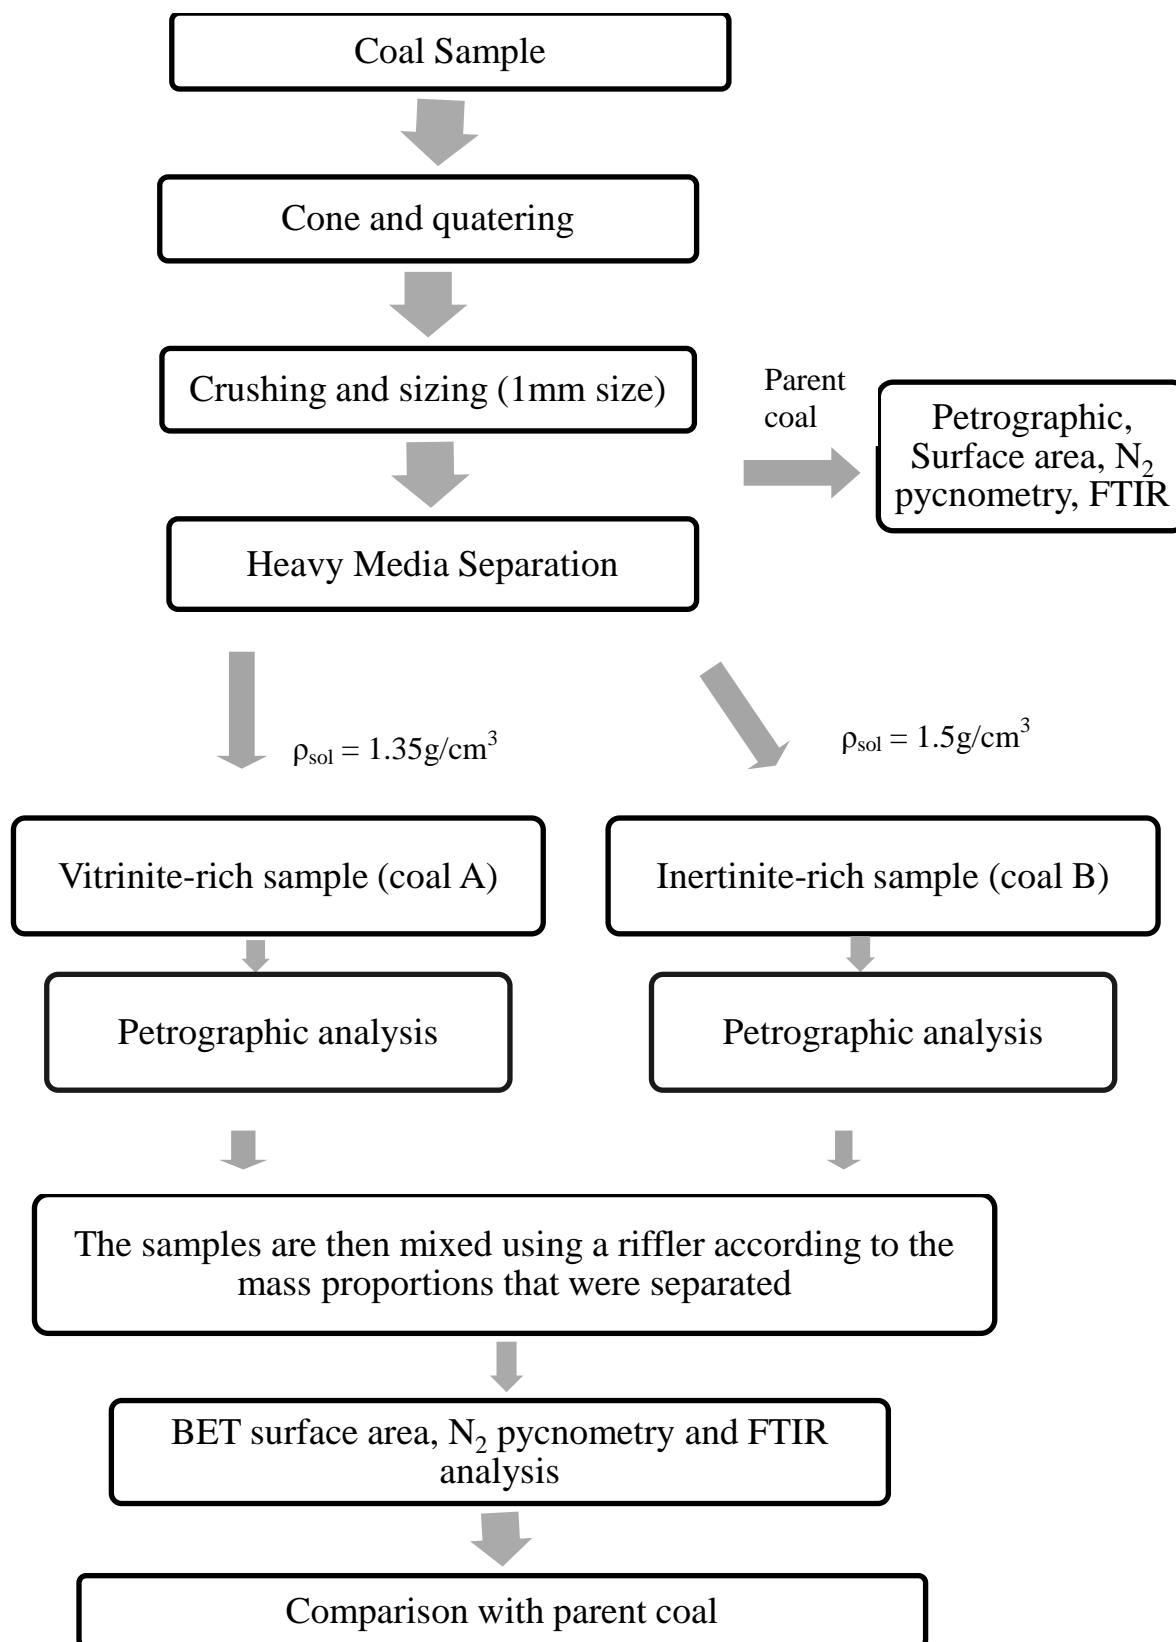 Coal Sample
Cone and quatering
Crushing and sizing (1mm size)
Parent
coal
Petrographic,
Surface area, N₂
pycnometry, FTIR
Heavy Media Separation
ρsol = 1.35g/cm³
ρsol = 1.5g/cm³
Vitrinite-rich sample (coal A)
Inertinite-rich sample (coal B)
Petrographic analysis
Petrographic analysis
The samples are then mixed using a riffler according to the
mass proportions that were separated
BET surface area, N₂ pycnometry and FTIR
analysis
Comparison with parent coal